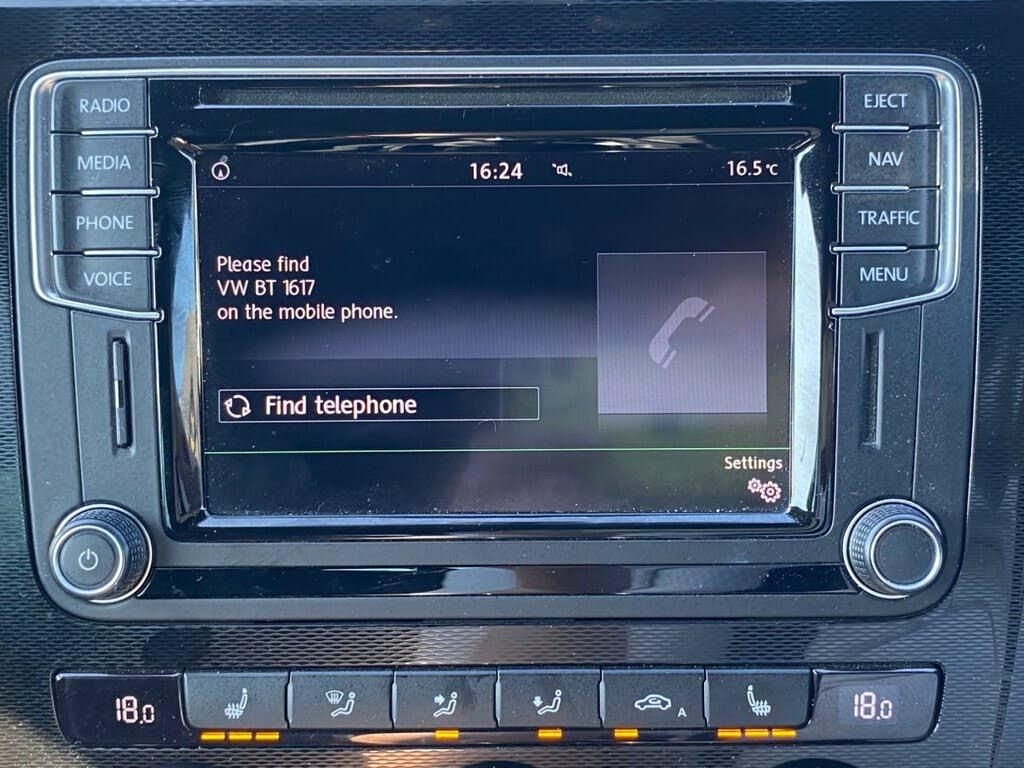 RADIO
MEDIA
PHONE
VOICE
EJECT
NAV
TRAFFIC
MENU
16:24
16.5°C
Please find
VW BT 1617
on the mobile phone.
Find telephone
Settings
18.0
A
18.0